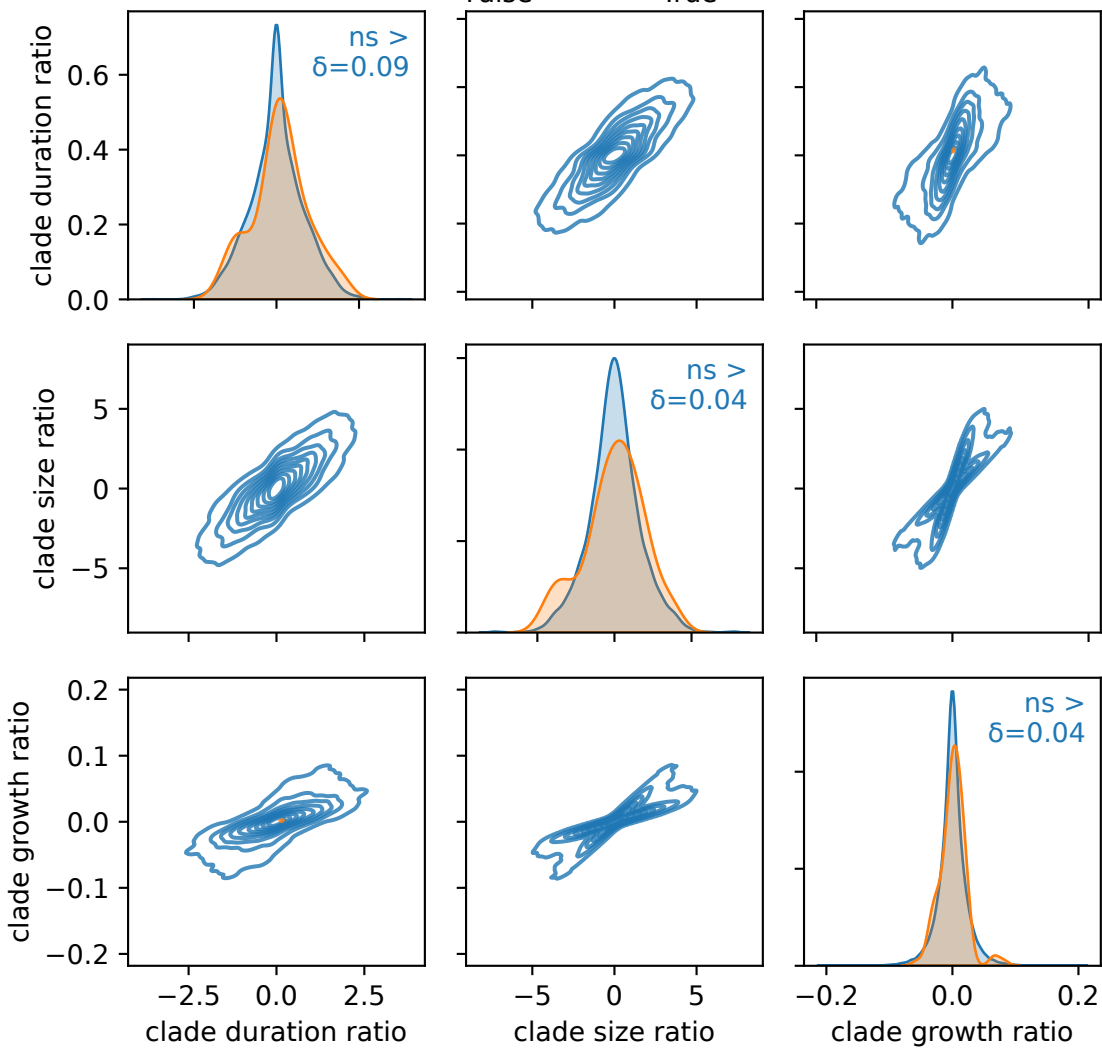 clade duration ratio
0.6
0.4
0.2
0.0
ns >
δ=0.09
clade size ratio
5
0
−5
ns >
δ=0.04
clade growth ratio
0.2
0.1
0.0
−0.1
−0.2
ns >
δ=0.04
−2.5 0.0 2.5
clade duration ratio
−5 0 5
clade size ratio
−0.2 0.0 0.2
clade growth ratio